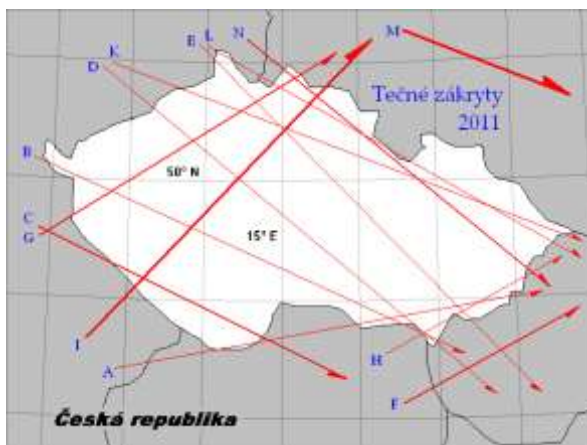 L
K
E
N
M
D
Tečné zákryty
2011
B
50° N
C
G
15° E
I
A
H
F
Česká republika